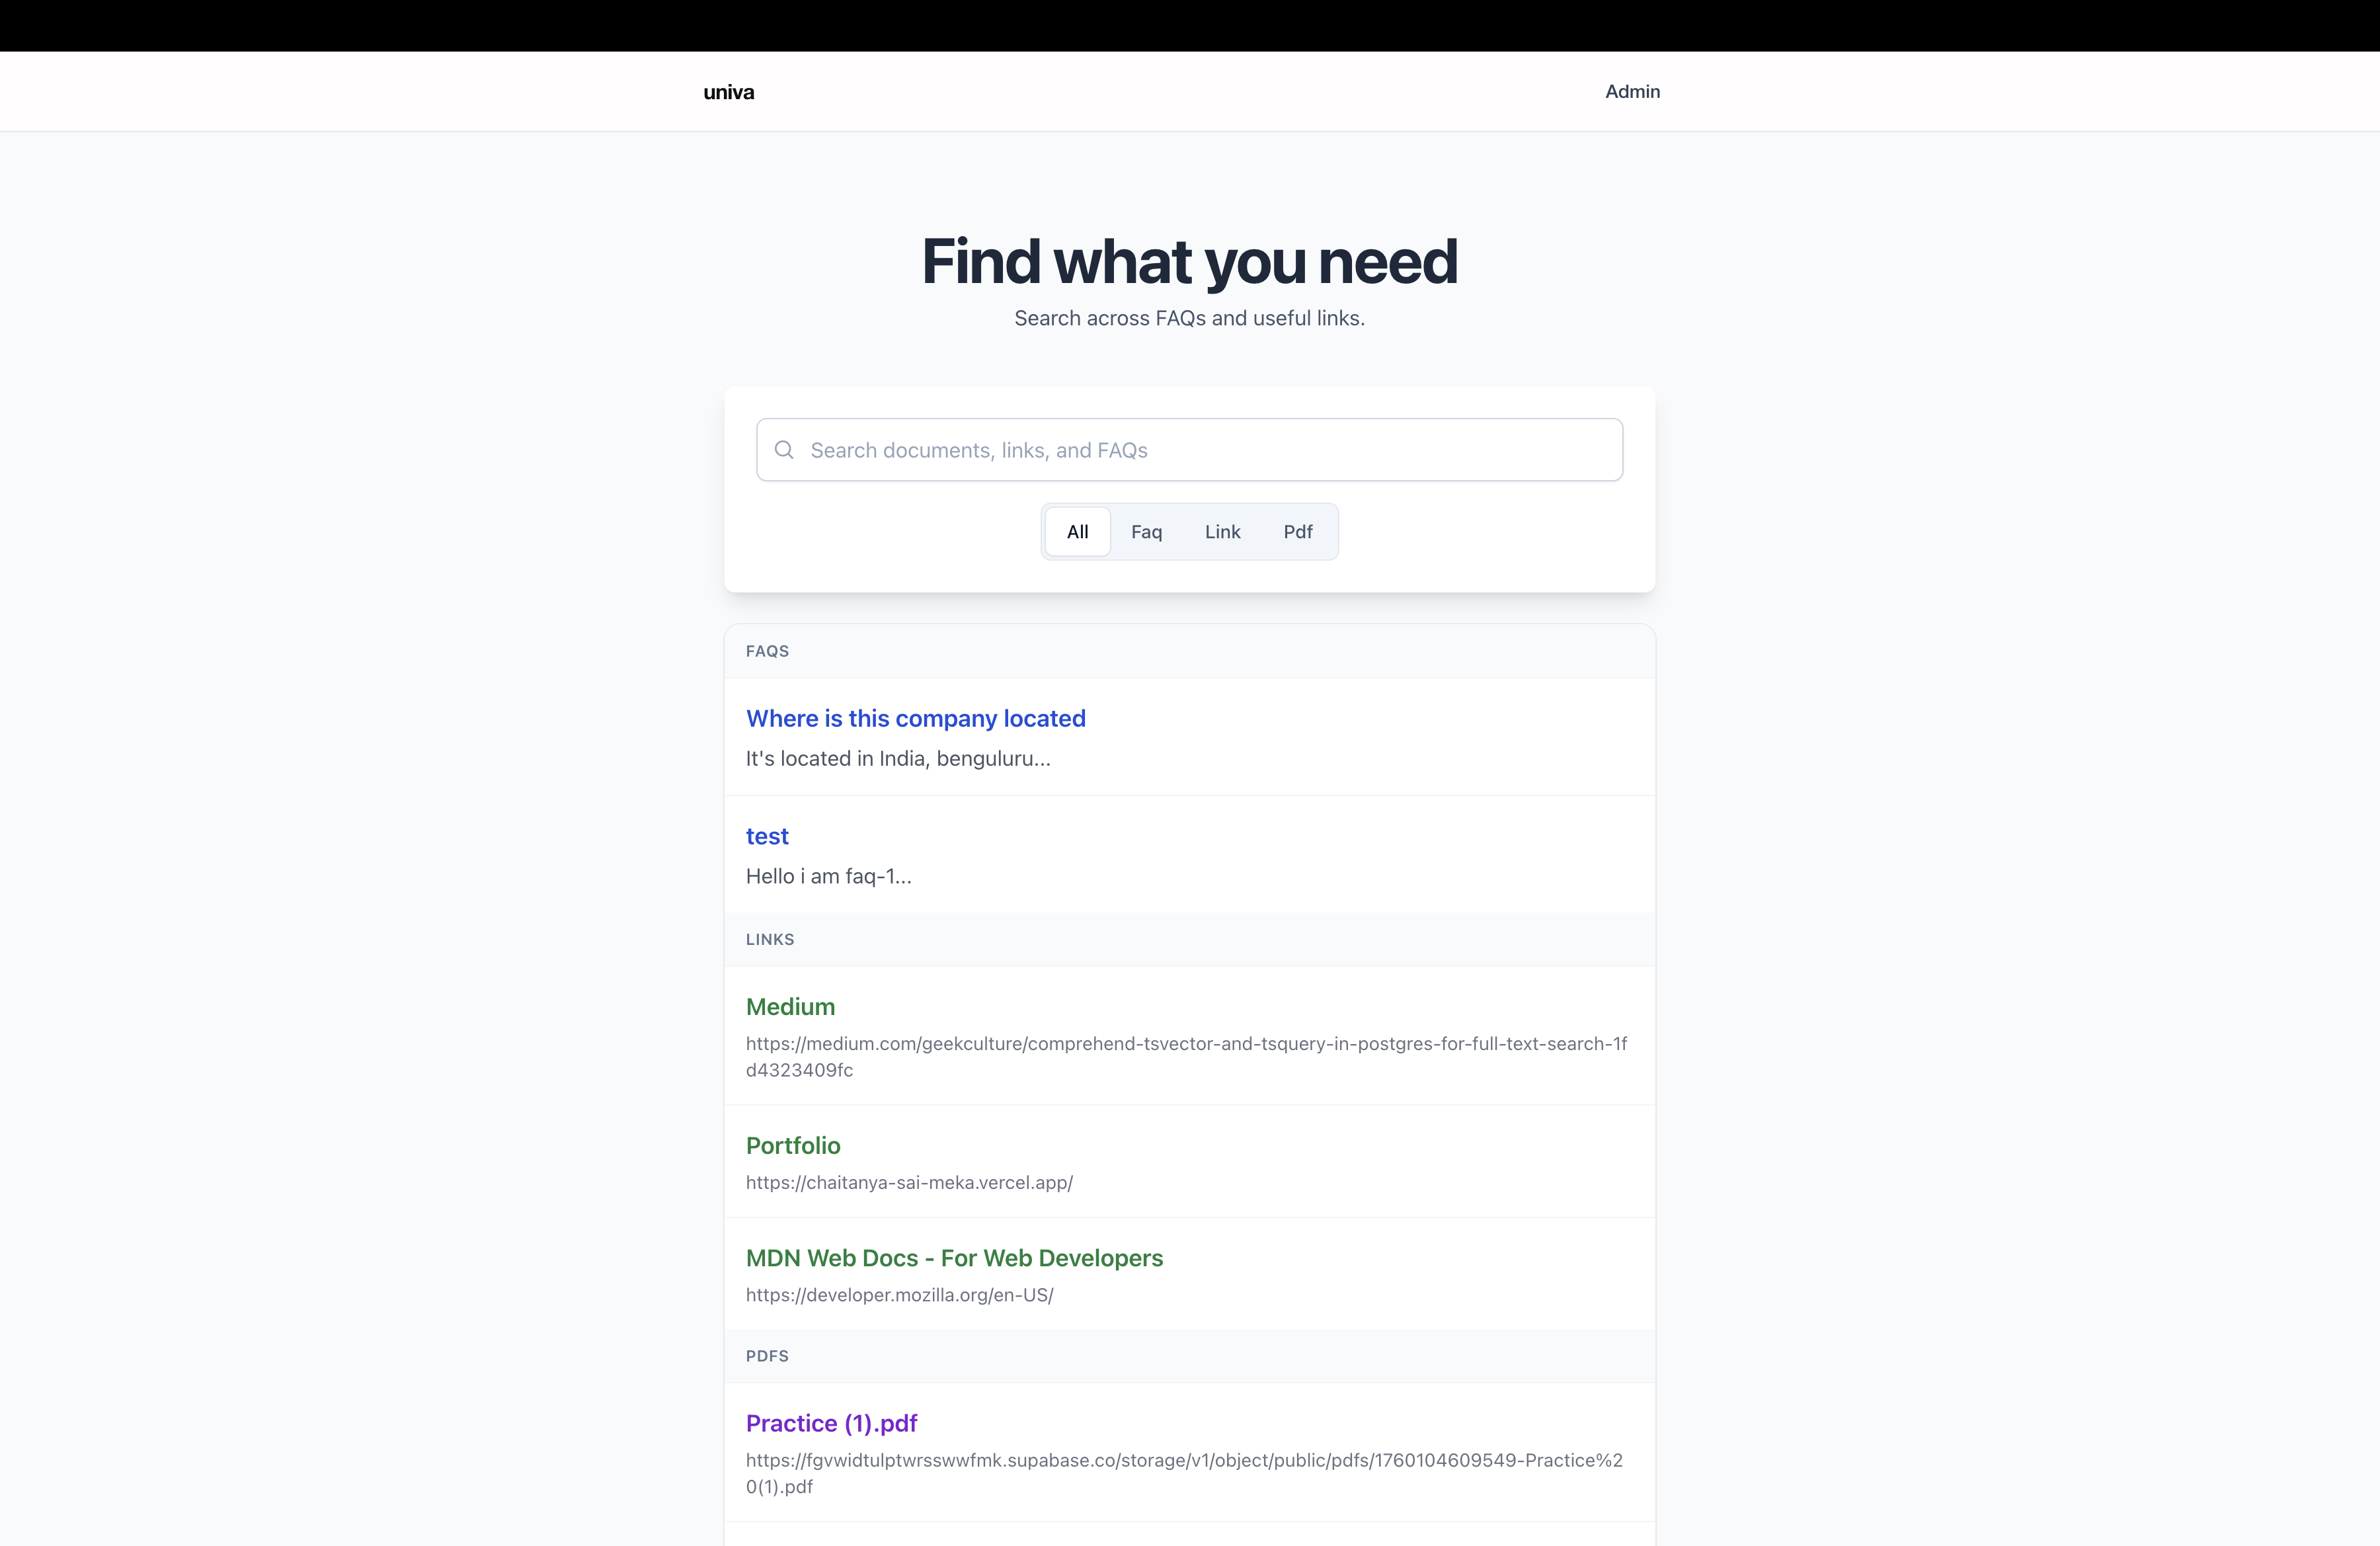 univa
Admin
Find what you need
Search across FAQs and useful links.
Search documents, links, and FAQs
All
Faq
Link
Pdf
FAQS
Where is this company located
It's located in India, benguluru...
test
Hello i am faq-1...
LINKS
Medium
https://medium.com/geekculture/comprehend-tsvector-and-tsquery-in-postgres-for-full-text-search-1f
d4323409fc
Portfolio
https://chaitanya-sai-meka.vercel.app/
MDN Web Docs - For Web Developers
https://developer.mozilla.org/en-US/
PDFS
Practice (1).pdf
https://fgvwidtulptwrsswwfmk.supabase.co/storage/v1/object/public/pdfs/1760104609549-Practice%2
0(1).pdf